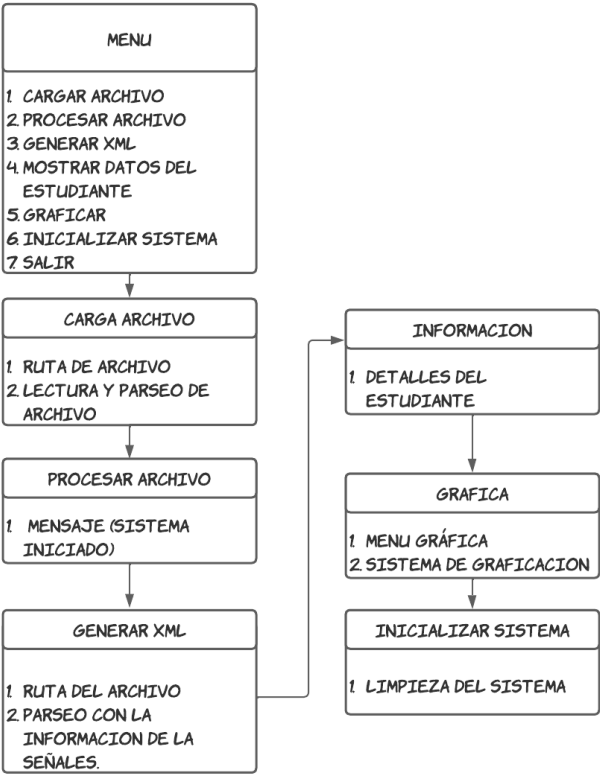 MENU
1. CARGAR ARCHIVO
2. PROCESAR ARCHIVO
3. GENERAR XML
4. MOSTRAR DATOS DEL
ESTUDIANTE
5. GRAFICAR
6. INICIALIZAR SISTEMA
7. SALIR
CARGA ARCHIVO
1. RUTA DE ARCHIVO
2. LECTURA Y PARSEO DE
ARCHIVO
PROCESAR ARCHIVO
1. MENSAJE (SISTEMA
INICIADO)
GENERAR XML
1. RUTA DEL ARCHIVO
2. PARSEO CON LA
INFORMACION DE LA
SEÑALES.
INFORMACION
1. DETALLES DEL
ESTUDIANTE
GRAFICA
1. MENU GRÁFICA
2. SISTEMA DE GRAFICACION
INICIALIZAR SISTEMA
1. LIMPIEZA DEL SISTEMA